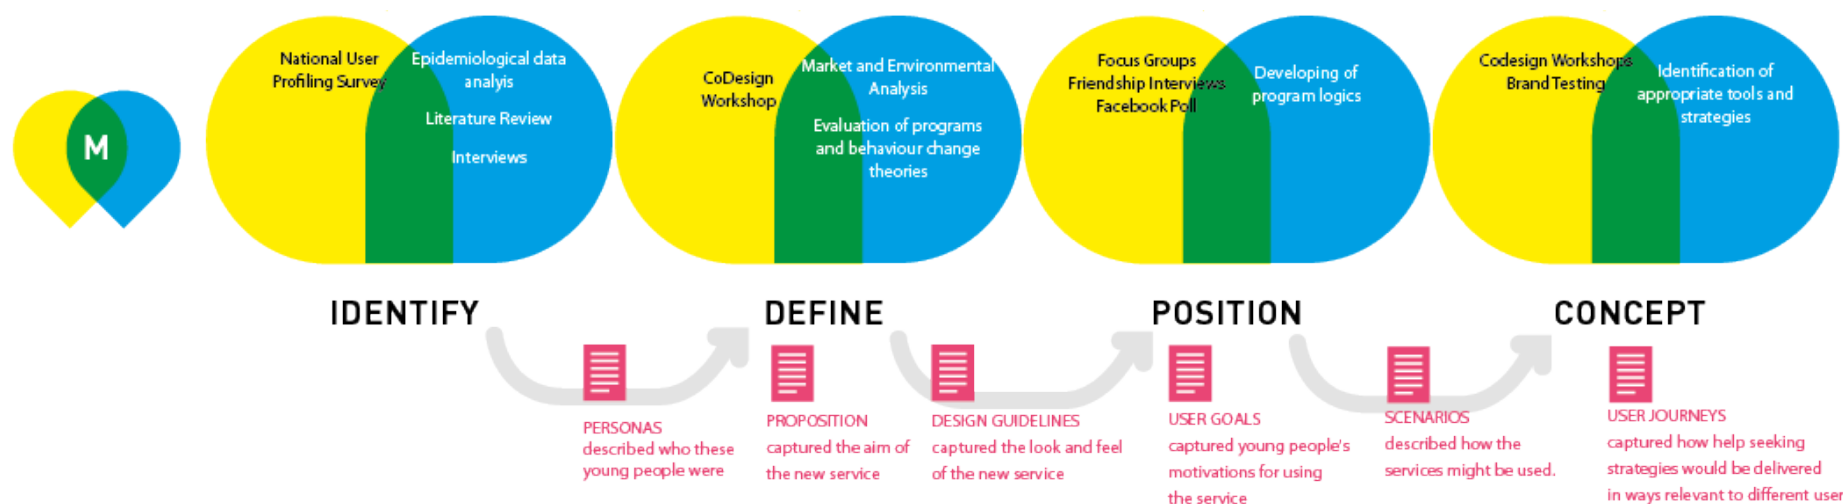 M
National User
Profiling Survey
Epidemiological data
analyis
Literature Review
Interviews
CoDesign
Workshop
Market and Environmental
Analysis
Evaluation of programs
and behaviour change
theories
Focus Groups
Friendship Interviews
Facebook Poll
Developing of
program logics
Codesign Workshops
Brand Testing
Identification of
appropriate tools and
strategies
IDENTIFY
DEFINE
POSITION
CONCEPT
PERSONAS
described who these
young people were
PROPOSITION
captured the aim of
the new service
DESIGN GUIDELINES
captured the look and feel
of the new service
USER GOALS
captured young people's
motivations for using
the service
SCENARIOS
described how the
services might be used.
USER JOURNEYS
captured how help seeking
strategies would be delivered
in ways relevant to different user